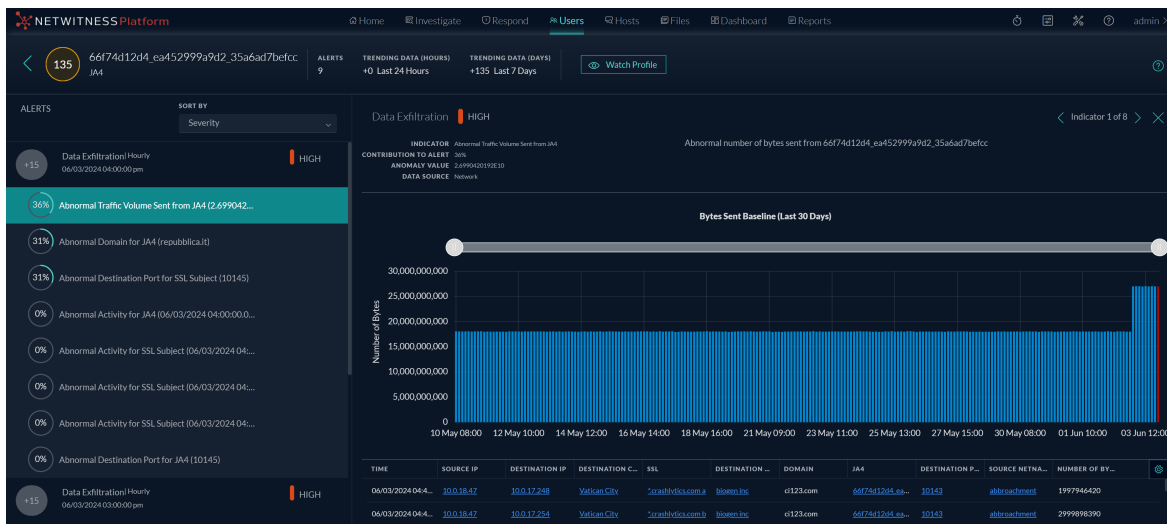 NETWITNESS Platform
Home Investigate Respond Users Hosts Files Dashboard Reports admin >
135
66f74d12d4_ea452999a9d2_35a6ad7befcc
JA4
ALERTS
9
TRENDING DATA (HOURS)
+0 Last 24 Hours
TRENDING DATA (DAYS)
+135 Last 7 Days
Watch Profile
ALERTS
SORT BY
Severity
+15
Data Exfiltration| Hourly
06/03/2024 04:00:00 pm
HIGH
36% Abnormal Traffic Volume Sent from JA4 (2.699042...
31% Abnormal Domain for JA4 (repubblica.it)
31% Abnormal Destination Port for SSL Subject (10145)
0% Abnormal Activity for JA4 (06/03/2024 04:00:00.0...
0% Abnormal Activity for SSL Subject (06/03/2024 04:...
0% Abnormal Activity for SSL Subject (06/03/2024 04:...
0% Abnormal Activity for SSL Subject (06/03/2024 04:...
0% Abnormal Destination Port for JA4 (10145)
+15
Data Exfiltration| Hourly
06/03/2024 03:00:00 pm
HIGH
Data Exfiltration HIGH
Indicator 1 of 8
INDICATOR Abnormal Traffic Volume Sent from JA4
CONTRIBUTION TO ALERT 36%
ANOMALY VALUE 2.6990420192E10
DATA SOURCE Network
Abnormal number of bytes sent from 66f74d12d4_ea452999a9d2_35a6ad7befcc
Bytes Sent Baseline (Last 30 Days)
Number of Bytes
30,000,000,000
25,000,000,000
20,000,000,000
15,000,000,000
10,000,000,000
5,000,000,000
0
10 May 08:00 12 May 10:00 14 May 12:00 16 May 14:00 18 May 16:00 21 May 09:00 23 May 11:00 25 May 13:00 27 May 15:00 30 May 08:00 01 Jun 10:00 03 Jun 12:00
TIME SOURCE IP DESTINATION IP DESTINATION C... SSL DESTINATION ... DOMAIN JA4 DESTINATION P... SOURCE NETNA... NUMBER OF BY...
06/03/2024 04:4... 10.0.18.47 10.0.17.248 Vatican City *.crashlytics.com a biogen inc ci123.com 66f74d12d4_ea... 10143 abbroachment 1997946420
06/03/2024 04:4... 10.0.18.47 10.0.17.254 Vatican City *.crashlytics.com b biogen inc ci123.com 66f74d12d4_ea... 10143 abbroachment 2999898390